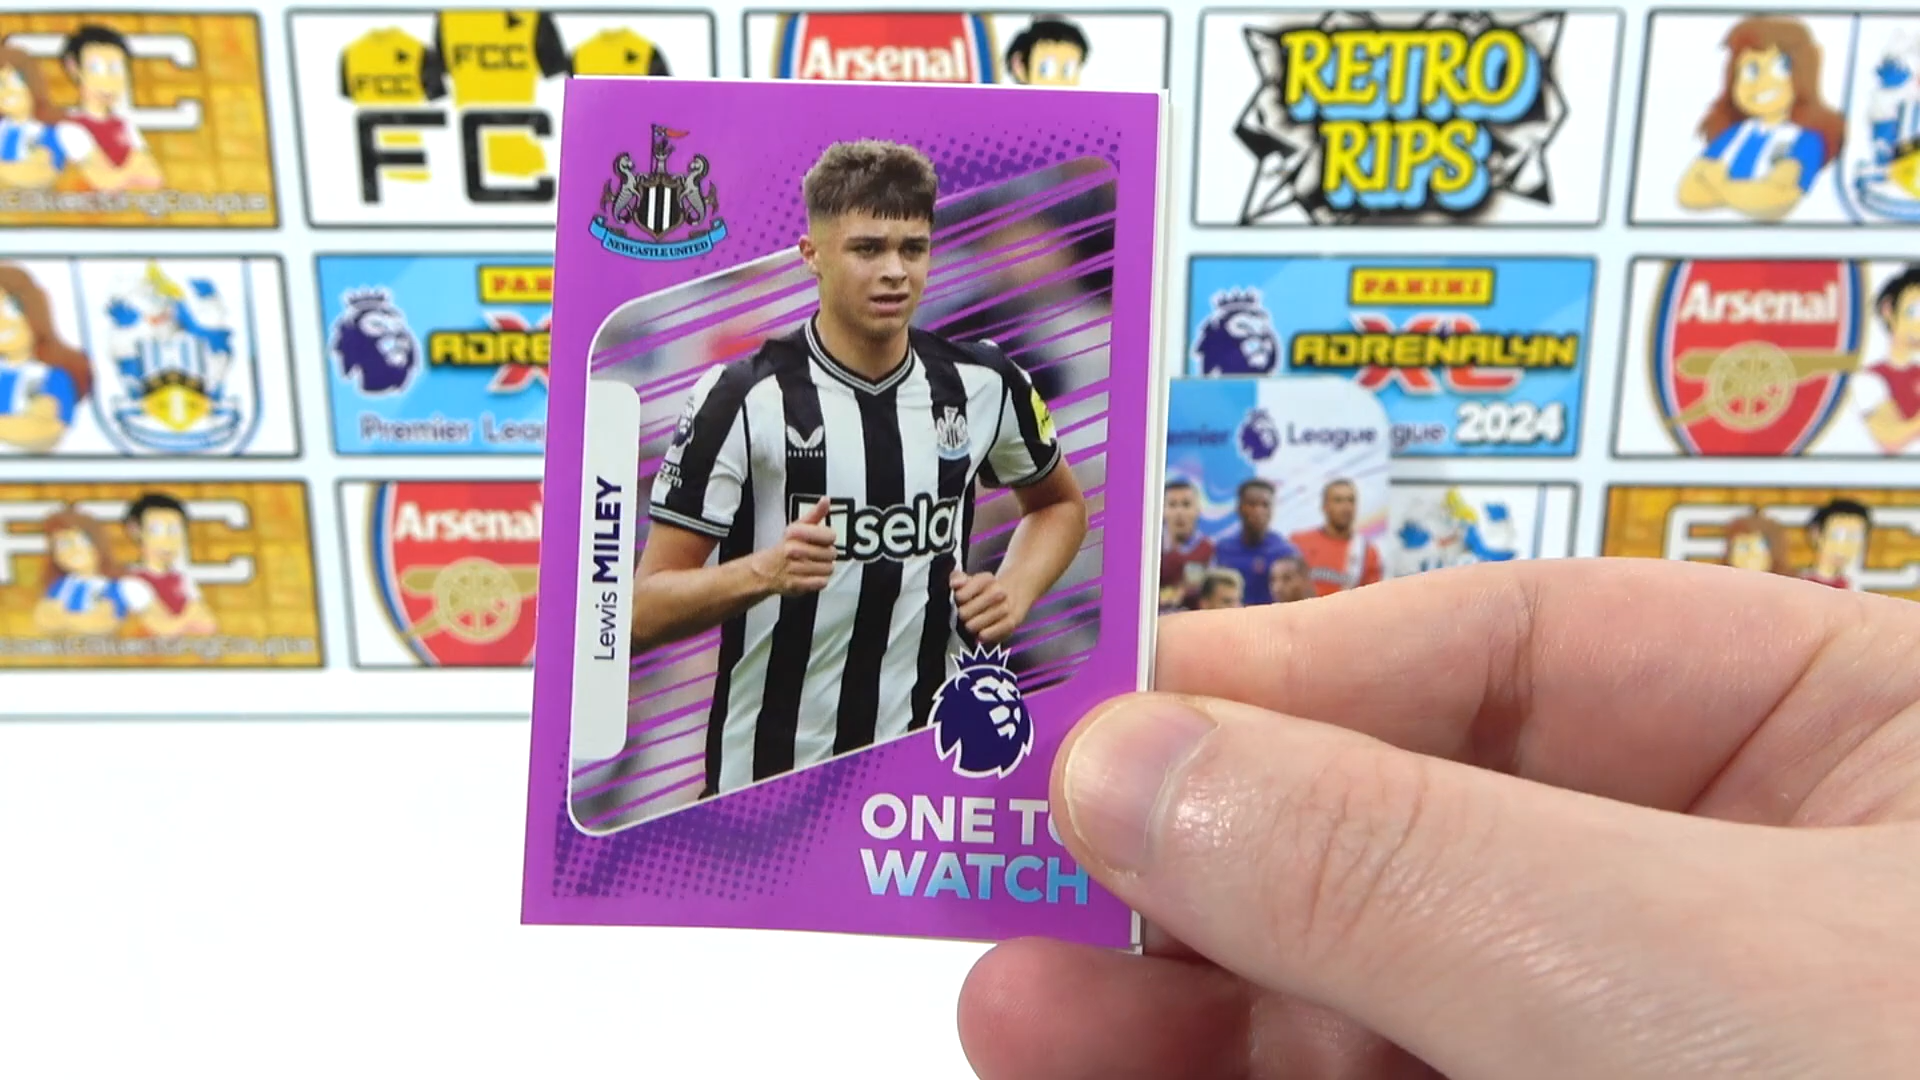 FCC
FCC
FC
Arsenal
RETRO
RIPS
NEWCASTLE UNITED
Lewis MILEY
sela
ONE TO
WATCH
PANINI
ADRENALYN
XL
2024
Premier
League
Arsenal
Arsenal